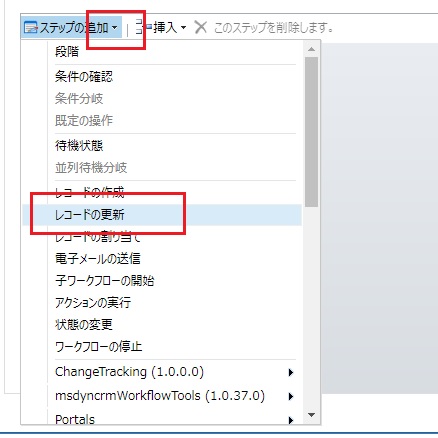 ステップの追加 挿入 このステップを削除します。
段階
条件の確認
条件分岐
既定の操作
待機状態
並列待機分岐
レコードの作成
レコードの更新
レコードの割り当て
電子メールの送信
子ワークフローの開始
アクションの実行
状態の変更
ワークフローの停止
ChangeTracking (1.0.0.0)
msdyncrmWorkflowTools (1.0.37.0)
Portals